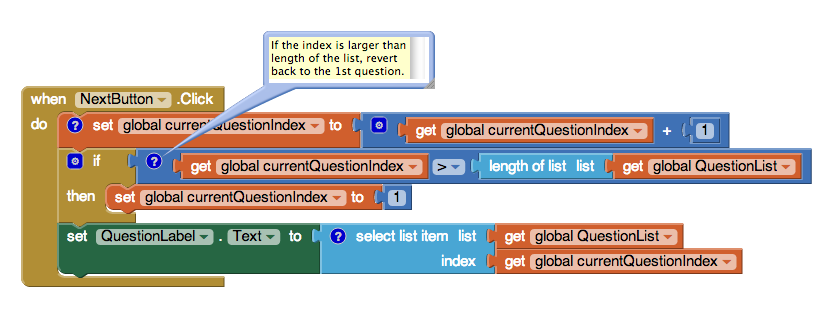 If the index is larger than
length of the list, revert
back to the 1st question.
when NextButton .Click
do ? set global currentQuestionIndex to get global currentQuestionIndex + 1
if ? get global currentQuestionIndex > length of list list get global QuestionList
then set global currentQuestionIndex to 1
set QuestionLabel . Text to ? select list item list get global QuestionList
index get global currentQuestionIndex